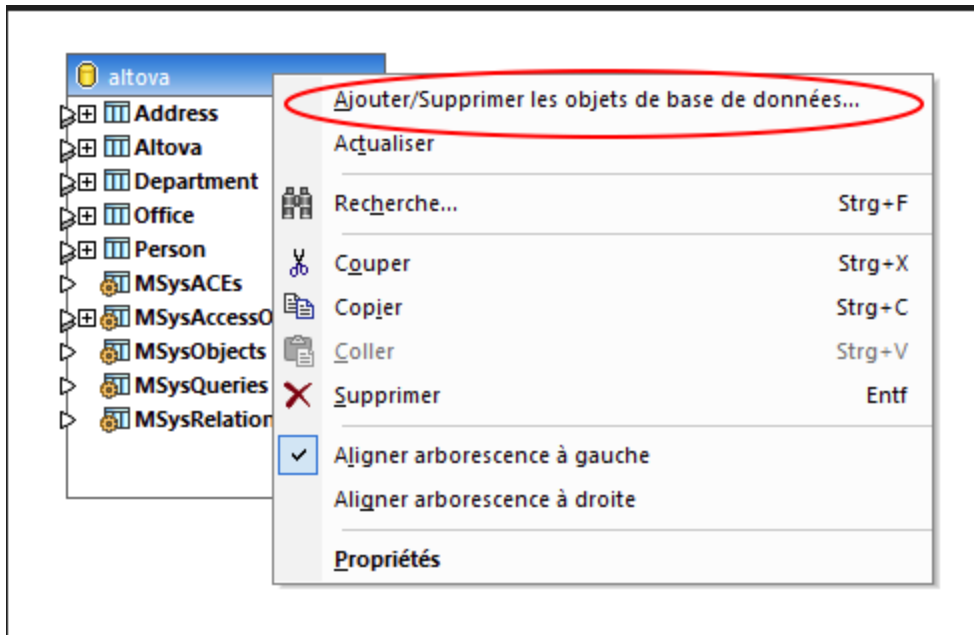 altova
Address
Altova
Department
Office
Person
MSysACEs
MSysAccessO
MSysObjects
MSysQueries
MSysRelation
Ajouter/Supprimer les objets de base de données...
Actualiser
Recherche... Strg+F
Couper Strg+X
Copier Strg+C
Coller Strg+V
Supprimer Entf
Aligner arborescence à gauche
Aligner arborescence à droite
Propriétés